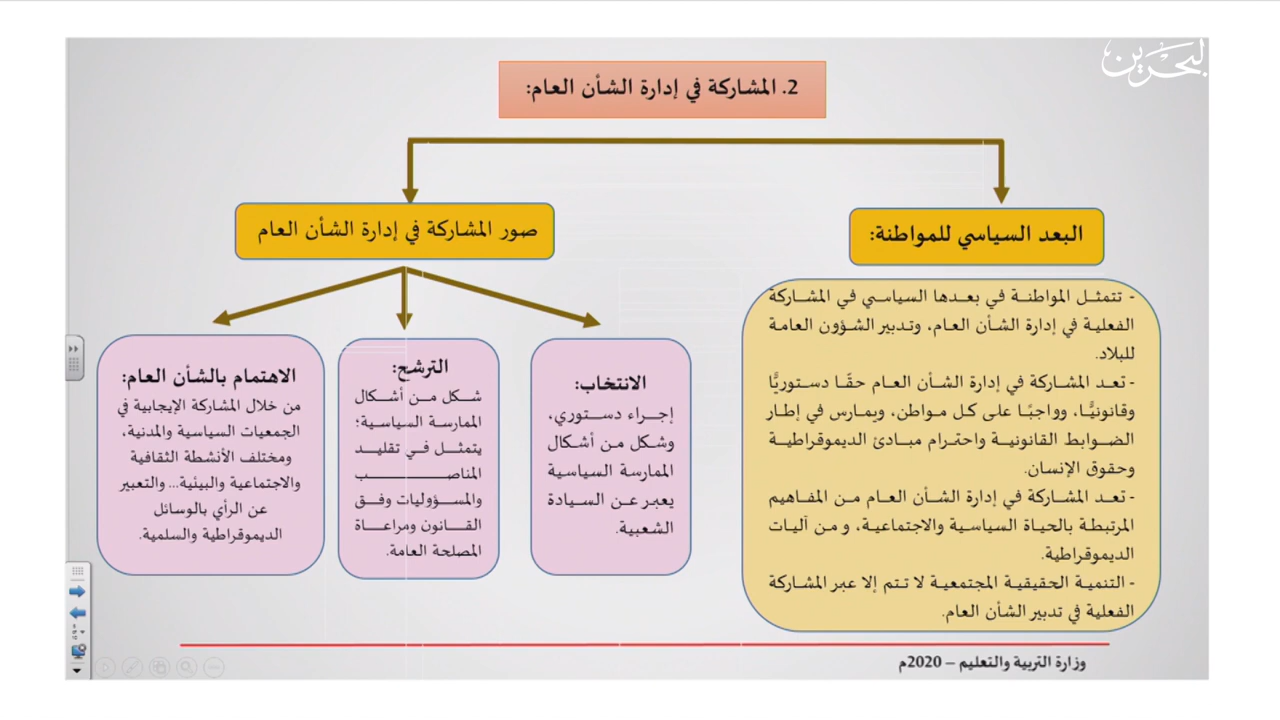 البحرين
2. المشاركة في إدارة الشأن العام:
البعد السياسي للمواطنة:
- تتمثل المواطنة في بعدها السياسي في المشاركة
الفعلية في إدارة الشأن العام، وتدبير الشؤون العامة
للبلاد.
- تعد المشاركة في إدارة الشأن العام حقًا دستوريًّا
وقانونيًّا، وواجبًا على كل مواطن، ويمارس في إطار
الضوابط القانونية واحترام مبادئ الديموقراطية
وحقوق الإنسان.
- تعد المشاركة في إدارة الشأن العام من المفاهيم
المرتبطة بالحياة السياسية والاجتماعية، و من آليات
الديموقراطية.
- التنمية الحقيقية المجتمعية لا تتم إلا عبر المشاركة
الفعلية في تدبير الشأن العام.
صور المشاركة في إدارة الشأن العام
الانتخاب:
إجراء دستوري،
وشكل من أشكال
الممارسة السياسية
يعبر عن السيادة
الشعبية.
الترشح:
شكل من أشكال
الممارسة السياسية؛
يتمثل في تقليد
المناصب
والمسؤوليات وفق
القانون ومراعاة
المصلحة العامة.
الاهتمام بالشأن العام:
من خلال المشاركة الإيجابية في
الجمعيات السياسية والمدنية،
ومختلف الأنشطة الثقافية
والاجتماعية والبيئية... والتعبير
عن الرأي بالوسائل
الديموقراطية والسلمية.
وزارة التربية والتعليم – 2020م